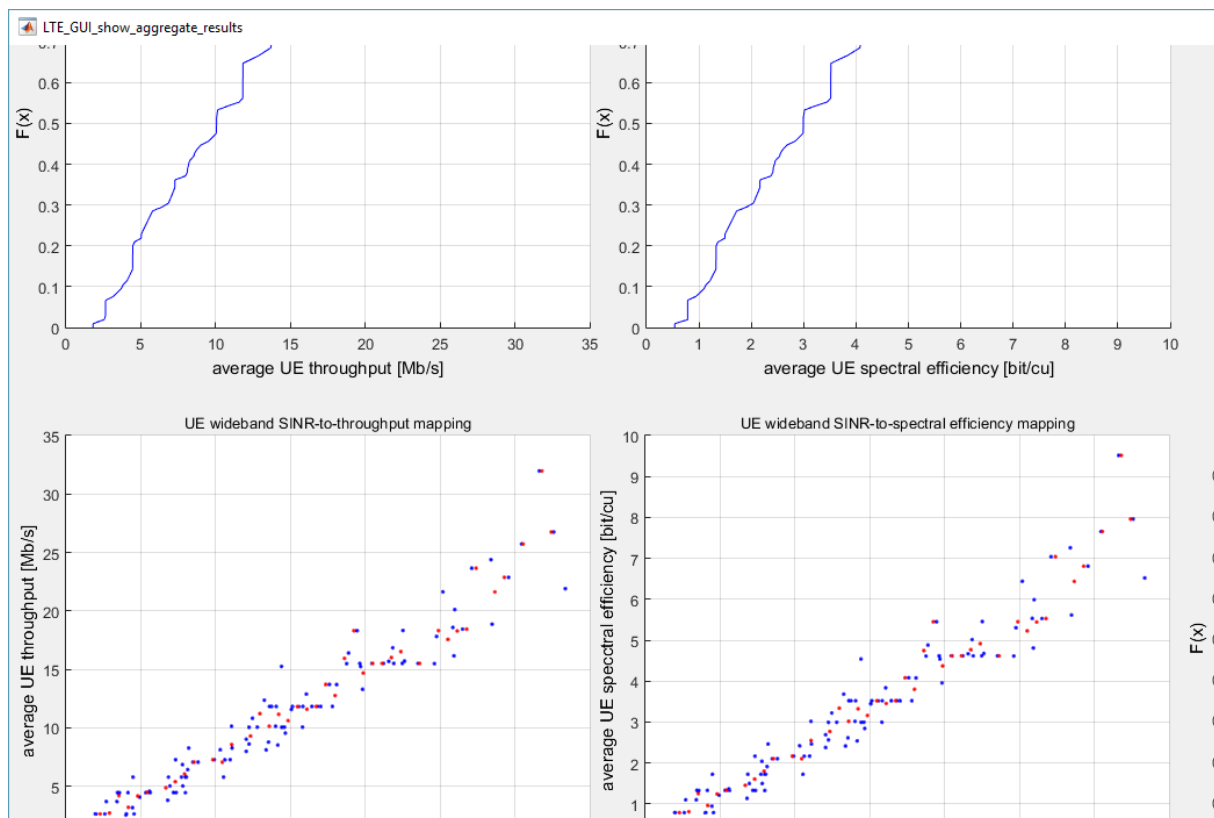 LTE_GUI_show_aggregate_results
0.7
0.6
0.5
0.4
0.3
0.2
0.1
0
F(x)
0 5 10 15 20 25 30 35
average UE throughput [Mb/s]
0.7
0.6
0.5
0.4
0.3
0.2
0.1
0
F(x)
0 1 2 3 4 5 6 7 8 9 10
average UE spectral efficiency [bit/cu]
UE wideband SINR-to-throughput mapping
35
30
25
20
15
10
5
average UE throughput [Mb/s]
UE wideband SINR-to-spectral efficiency mapping
10
9
8
7
6
5
4
3
2
1
average UE specctral efficiency [bit/cu]
F(x)